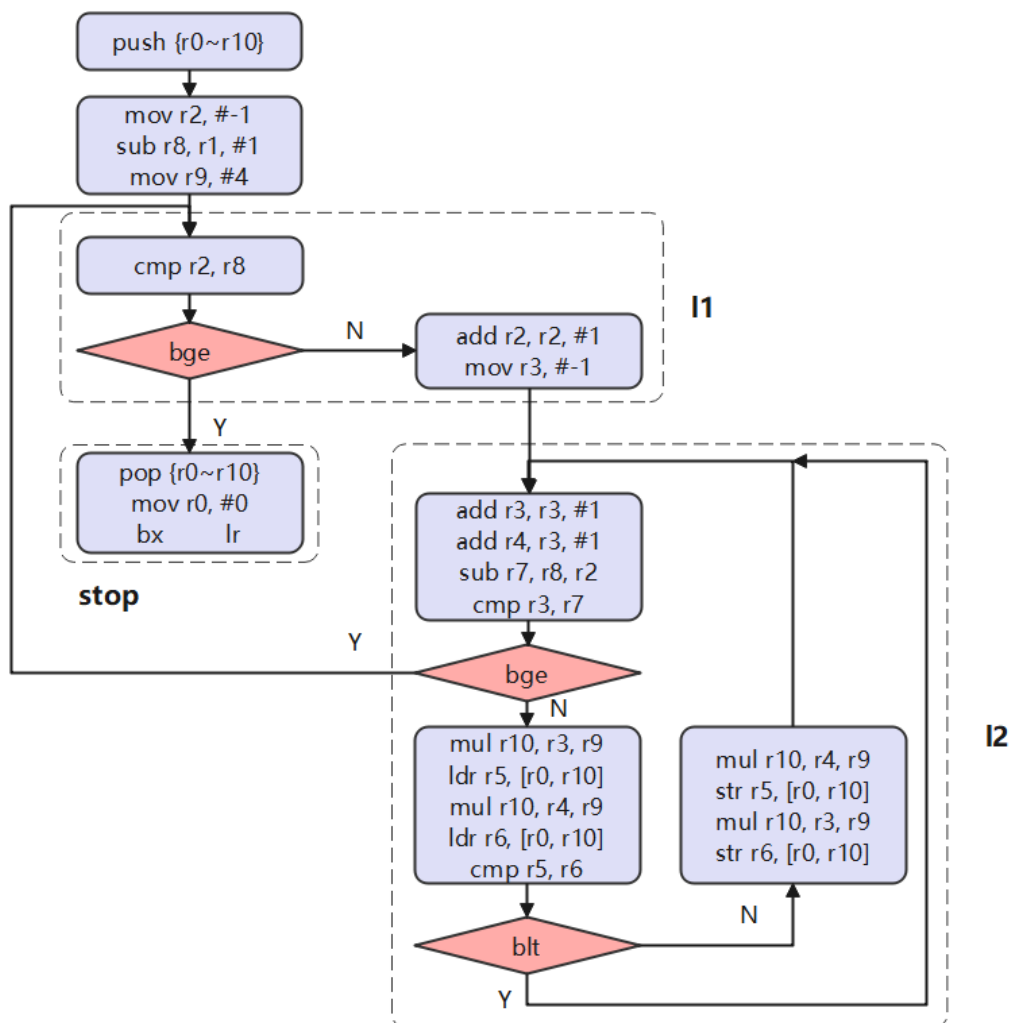 push {r0~r10}
mov r2, #-1
sub r8, r1, #1
mov r9, #4
cmp r2, r8
l1
bge
N
add r2, r2, #1
mov r3, #-1
Y
pop {r0~r10}
mov r0, #0
bx lr
stop
add r3, r3, #1
add r4, r3, #1
sub r7, r8, r2
cmp r3, r7
Y
bge
N
l2
mul r10, r3, r9
ldr r5, [r0, r10]
mul r10, r4, r9
ldr r6, [r0, r10]
cmp r5, r6
mul r10, r4, r9
str r5, [r0, r10]
mul r10, r3, r9
str r6, [r0, r10]
N
blt
Y